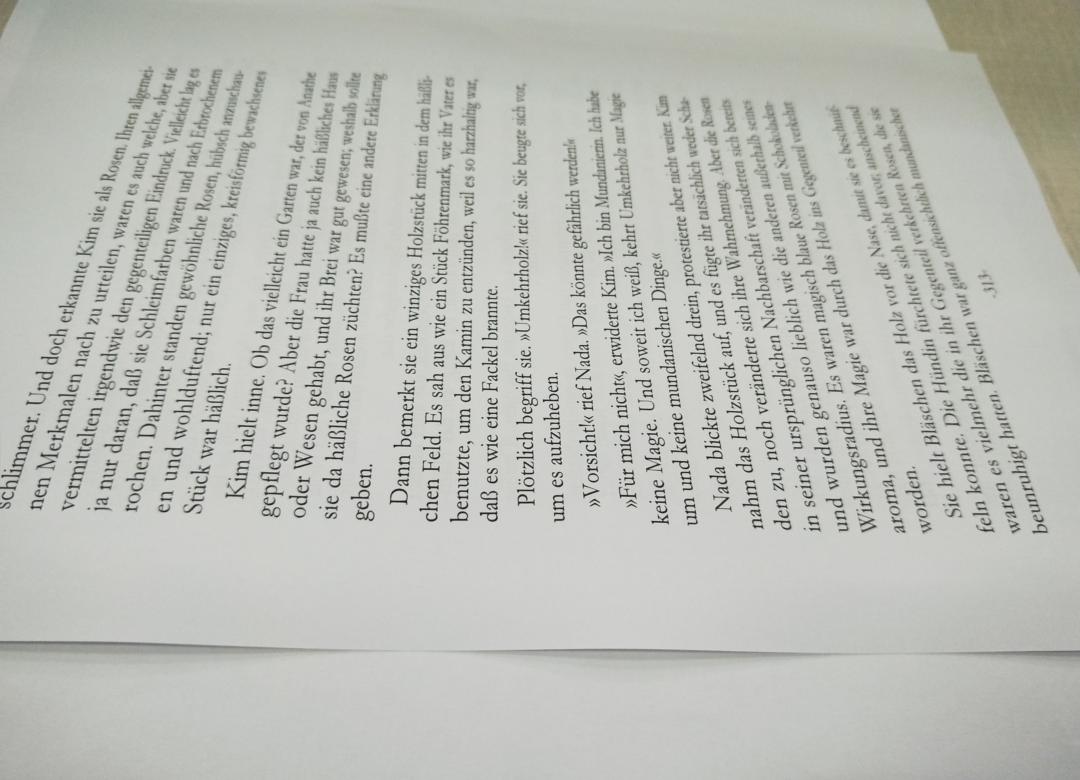 schlimmer. Und doch erkannte Kim sie als Rosen. Ihren allgemei-
nen Merkmalen nach zu urteilen, waren es auch welche, aber sie
vermittelten irgendwie den gegenteiligen Eindruck. Vielleicht lag es
ja nur daran, daß sie Schleimfarben waren und nach Erbrochenem
rochen. Dahinter standen gewöhnliche Rosen, hübsch anzuschau-
en und wohlduftend; nur ein einziges, kreisförmig bewachsenes
Stück war häßlich.
Kim hielt inne. Ob das vielleicht ein Garten war, der von Anathe
gepflegt wurde? Aber die Frau hatte ja auch kein häßliches Haus
oder Wesen gehabt, und ihr Brei war gut gewesen; weshalb sollte
sie da häßliche Rosen züchten? Es mußte eine andere Erklärung
geben.
Dann bemerkt sie ein winziges Holzstück mitten in dem häßli-
chen Feld. Es sah aus wie ein Stück Föhrenmark, wie ihr Vater es
benutzte, um den Kamin zu entzünden, weil es so harzhaltig war,
daß es wie eine Fackel brannte.
Plötzlich begriff sie. »Umkehrholz!« rief sie. Sie beugte sich vor,
um es aufzuheben.
»Vorsicht!« rief Nada. »Das könnte gefährlich werden!«
»Für mich nicht«, erwiderte Kim. »Ich bin Mundanierin. Ich habe
keine Magie. Und soweit ich weiß, kehrt Umkehrholz nur Magie
um und keine mundanischen Dinge.«
Nada blickte zweifelnd drein, protestierte aber nicht weiter. Kim
nahm das Holzstück auf, und es fügte ihr tatsächlich weder Scha-
den zu, noch veränderte sich ihre Wahrnehmung. Aber die Rosen
in seiner ursprünglichen Nachbarschaft veränderten sich bereits
und wurden genauso lieblich wie die anderen außerhalb seines
Wirkungsradius. Es waren magisch blaue Rosen mit Schokoladen-
aroma, und ihre Magie war durch das Holz ins Gegenteil verkehrt
worden.
Sie hielt Bläschen das Holz vor die Nase, damit sie es beschnüf-
feln konnte. Die Hündin fürchtete sich nicht davor; anscheinend
waren es vielmehr die in ihr Gegenteil verkehrten Rosen, die sie
beunruhigt hatten. Bläschen war ganz offensichtlich mundanischer
-313-